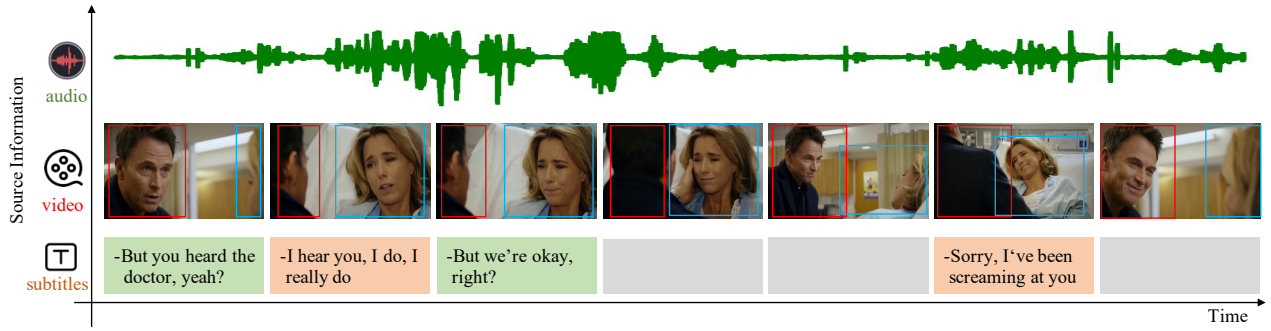 Source Information
audio
video
T
subtitles
-But you heard the
doctor, yeah?
-I hear you, I do, I
really do
-But we're okay,
right?
-Sorry, I‘ve been
screaming at you
Time